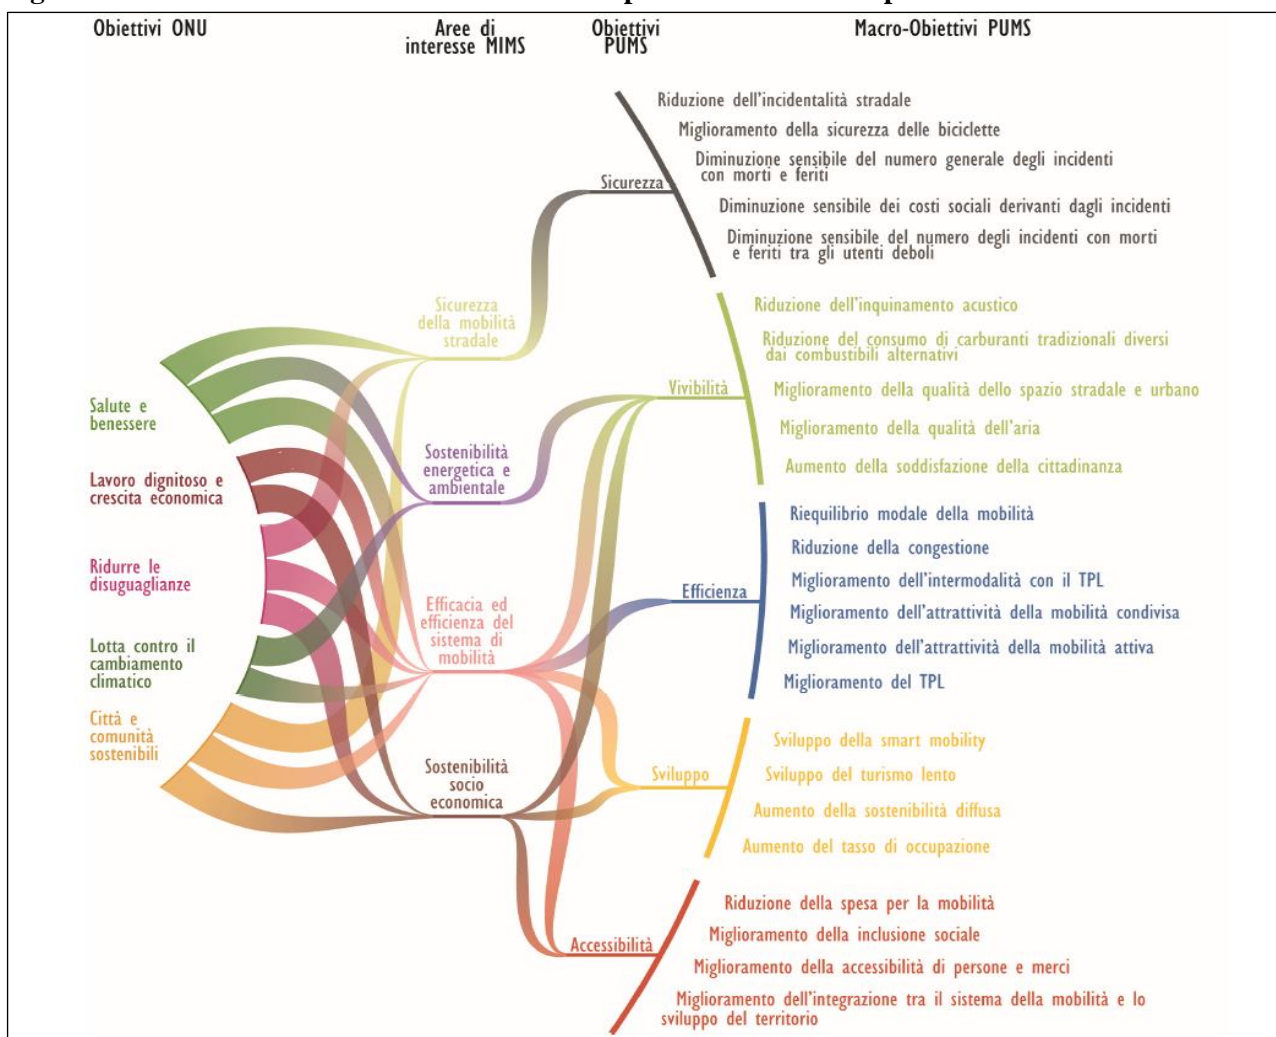 Obiettivi ONU
Aree di
interesse MIMS
Obiettivi
PUMS
Macro-Obiettivi PUMS
Riduzione dell'incidentalità stradale
Miglioramento della sicurezza delle biciclette
Diminuzione sensibile del numero generale degli incidenti
con morti e feriti
Sicurezza
Diminuzione sensibile dei costi sociali derivanti dagli incidenti
Diminuzione sensibile del numero degli incidenti con morti
e feriti tra gli utenti deboli
Sicurezza
della mobilità
stradale
Riduzione dell'inquinamento acustico
Riduzione del consumo di carburanti tradizionali diversi
dai combustibili alternativi
Vivibilità
Miglioramento della qualità dello spazio stradale e urbano
Miglioramento della qualità dell'aria
Aumento della soddisfazione della cittadinanza
Salute e
benessere
Lavoro dignitoso e
crescita economica
Sostenibilità
energetica e
ambientale
Riequilibrio modale della mobilità
Riduzione della congestione
Miglioramento dell'intermodalità con il TPL
Efficienza
Miglioramento dell'attrattività della mobilità condivisa
Miglioramento dell'attrattività della mobilità attiva
Miglioramento del TPL
Ridurre le
disuguaglianze
Efficacia ed
efficienza del
sistema di
mobilità
Lotta contro il
cambiamento
climatico
Città e
comunità
sostenibili
Sostenibilità
socio
economica
Sviluppo
Sviluppo della smart mobility
Sviluppo del turismo lento
Aumento della sostenibilità diffusa
Aumento del tasso di occupazione
Accessibilità
Riduzione della spesa per la mobilità
Miglioramento della inclusione sociale
Miglioramento della accessibilità di persone e merci
Miglioramento dell'integrazione tra il sistema della mobilità e lo
sviluppo del territorio